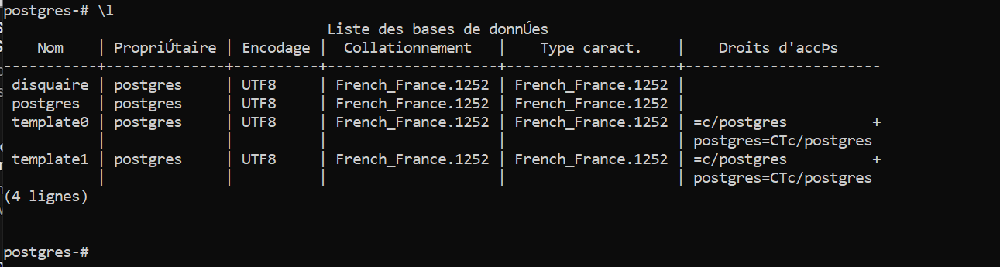 postgres-# \l
                                      Liste des bases de donnÚes
    Nom    | PropriÚtaire | Encodage |  Collationnement   |    Type caract.    |    Droits d'accÞs
-----------+--------------+----------+--------------------+--------------------+-----------------------
 disquaire | postgres     | UTF8     | French_France.1252 | French_France.1252 |
 postgres  | postgres     | UTF8     | French_France.1252 | French_France.1252 |
 template0 | postgres     | UTF8     | French_France.1252 | French_France.1252 | =c/postgres          +
           |              |          |                    |                    | postgres=CTc/postgres
 template1 | postgres     | UTF8     | French_France.1252 | French_France.1252 | =c/postgres          +
           |              |          |                    |                    | postgres=CTc/postgres
(4 lignes)
postgres-#